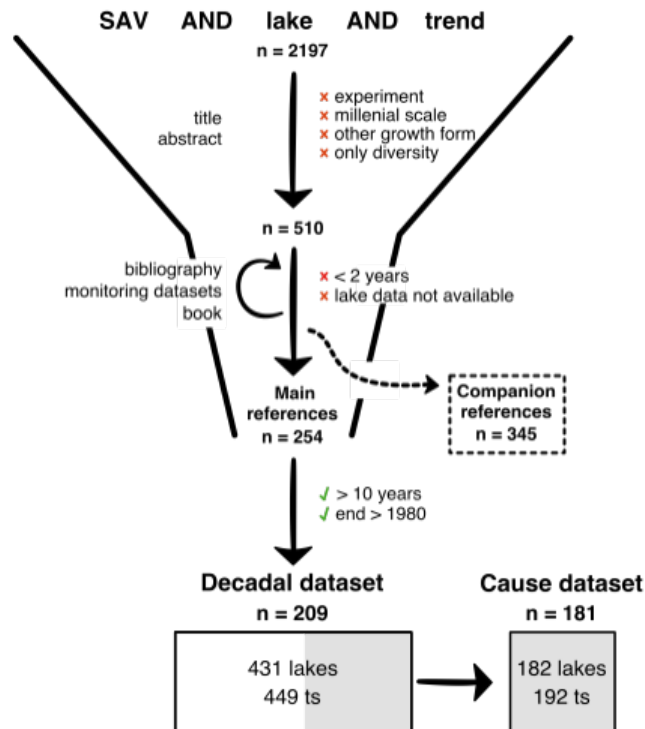 SAV AND lake AND trend
n = 2197
title
abstract
x experiment
x millenial scale
x other growth form
x only diversity
n = 510
bibliography
monitoring datasets
book
x < 2 years
x lake data not available
Main
references
n = 254
Companion
references
n = 345
√ > 10 years
√ end > 1980
Decadal dataset
n = 209
431 lakes
449 ts
Cause dataset
n = 181
182 lakes
192 ts